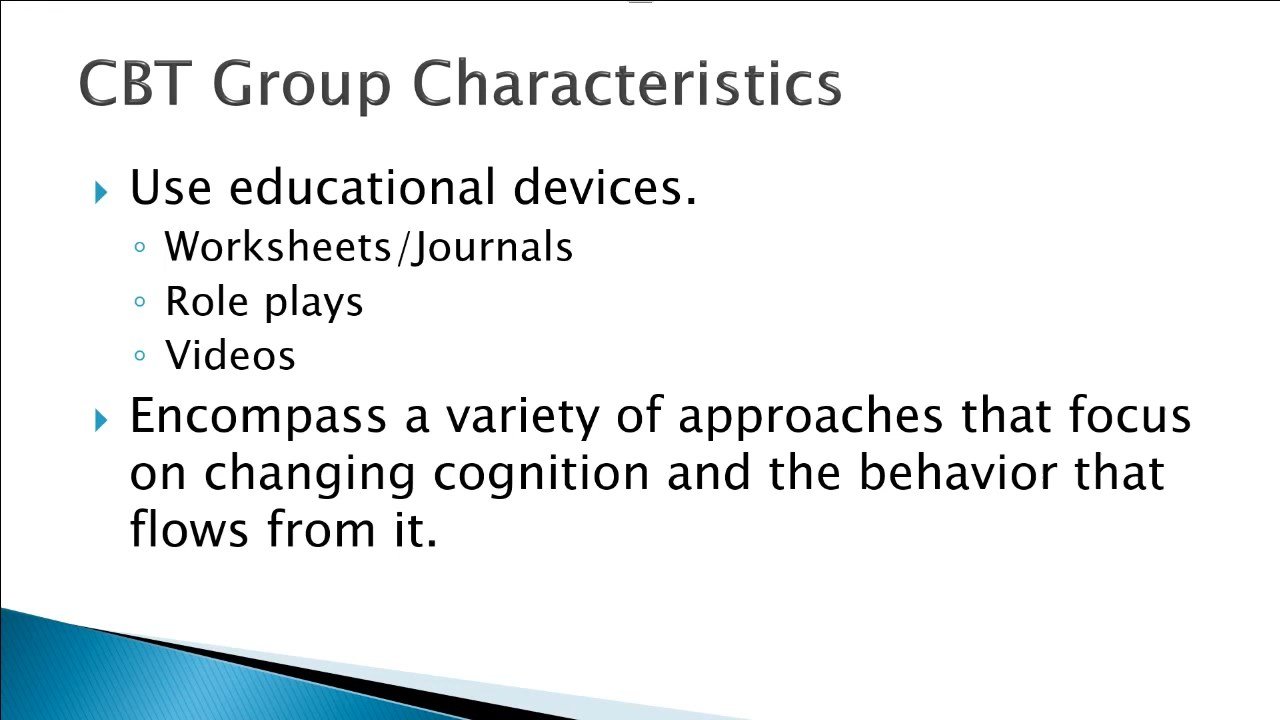 CBT Group Characteristics
Use educational devices.
Worksheets/Journals
Role plays
Videos
Encompass a variety of approaches that focus
on changing cognition and the behavior that
flows from it.